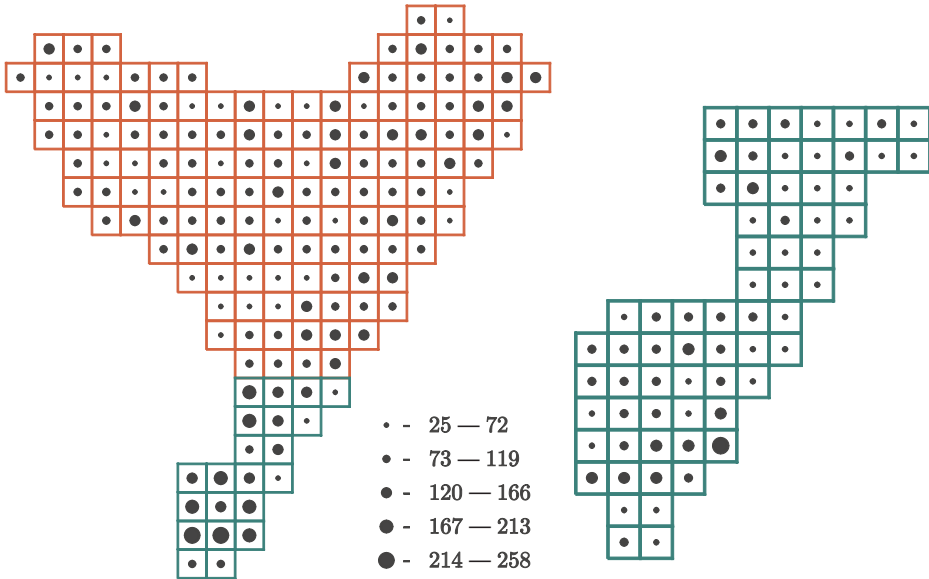 - 25 — 72
- 73 — 119
- 120 — 166
- 167 — 213
- 214 — 258